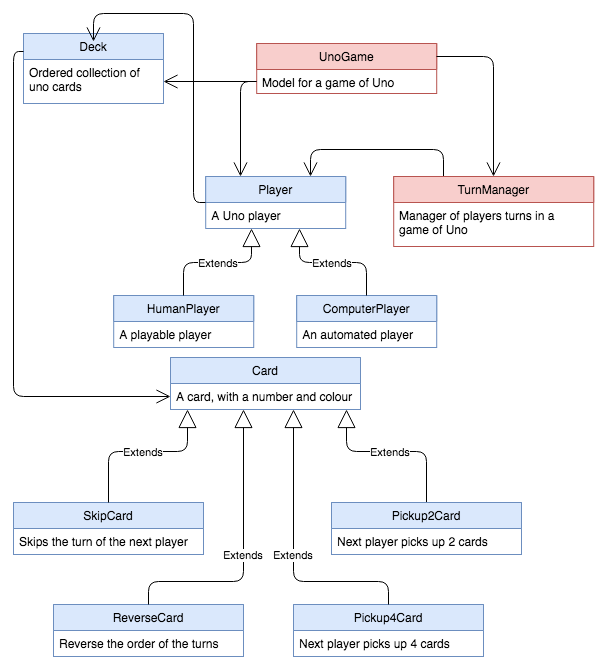 Deck
Ordered collection of
uno cards
UnoGame
Model for a game of Uno
Player
A Uno player
TurnManager
Manager of players turns in a
game of Uno
Extends
Extends
HumanPlayer
A playable player
ComputerPlayer
An automated player
Card
A card, with a number and colour
Extends
Extends
SkipCard
Skips the turn of the next player
Pickup2Card
Next player picks up 2 cards
Extends
Extends
ReverseCard
Reverse the order of the turns
Pickup4Card
Next player picks up 4 cards